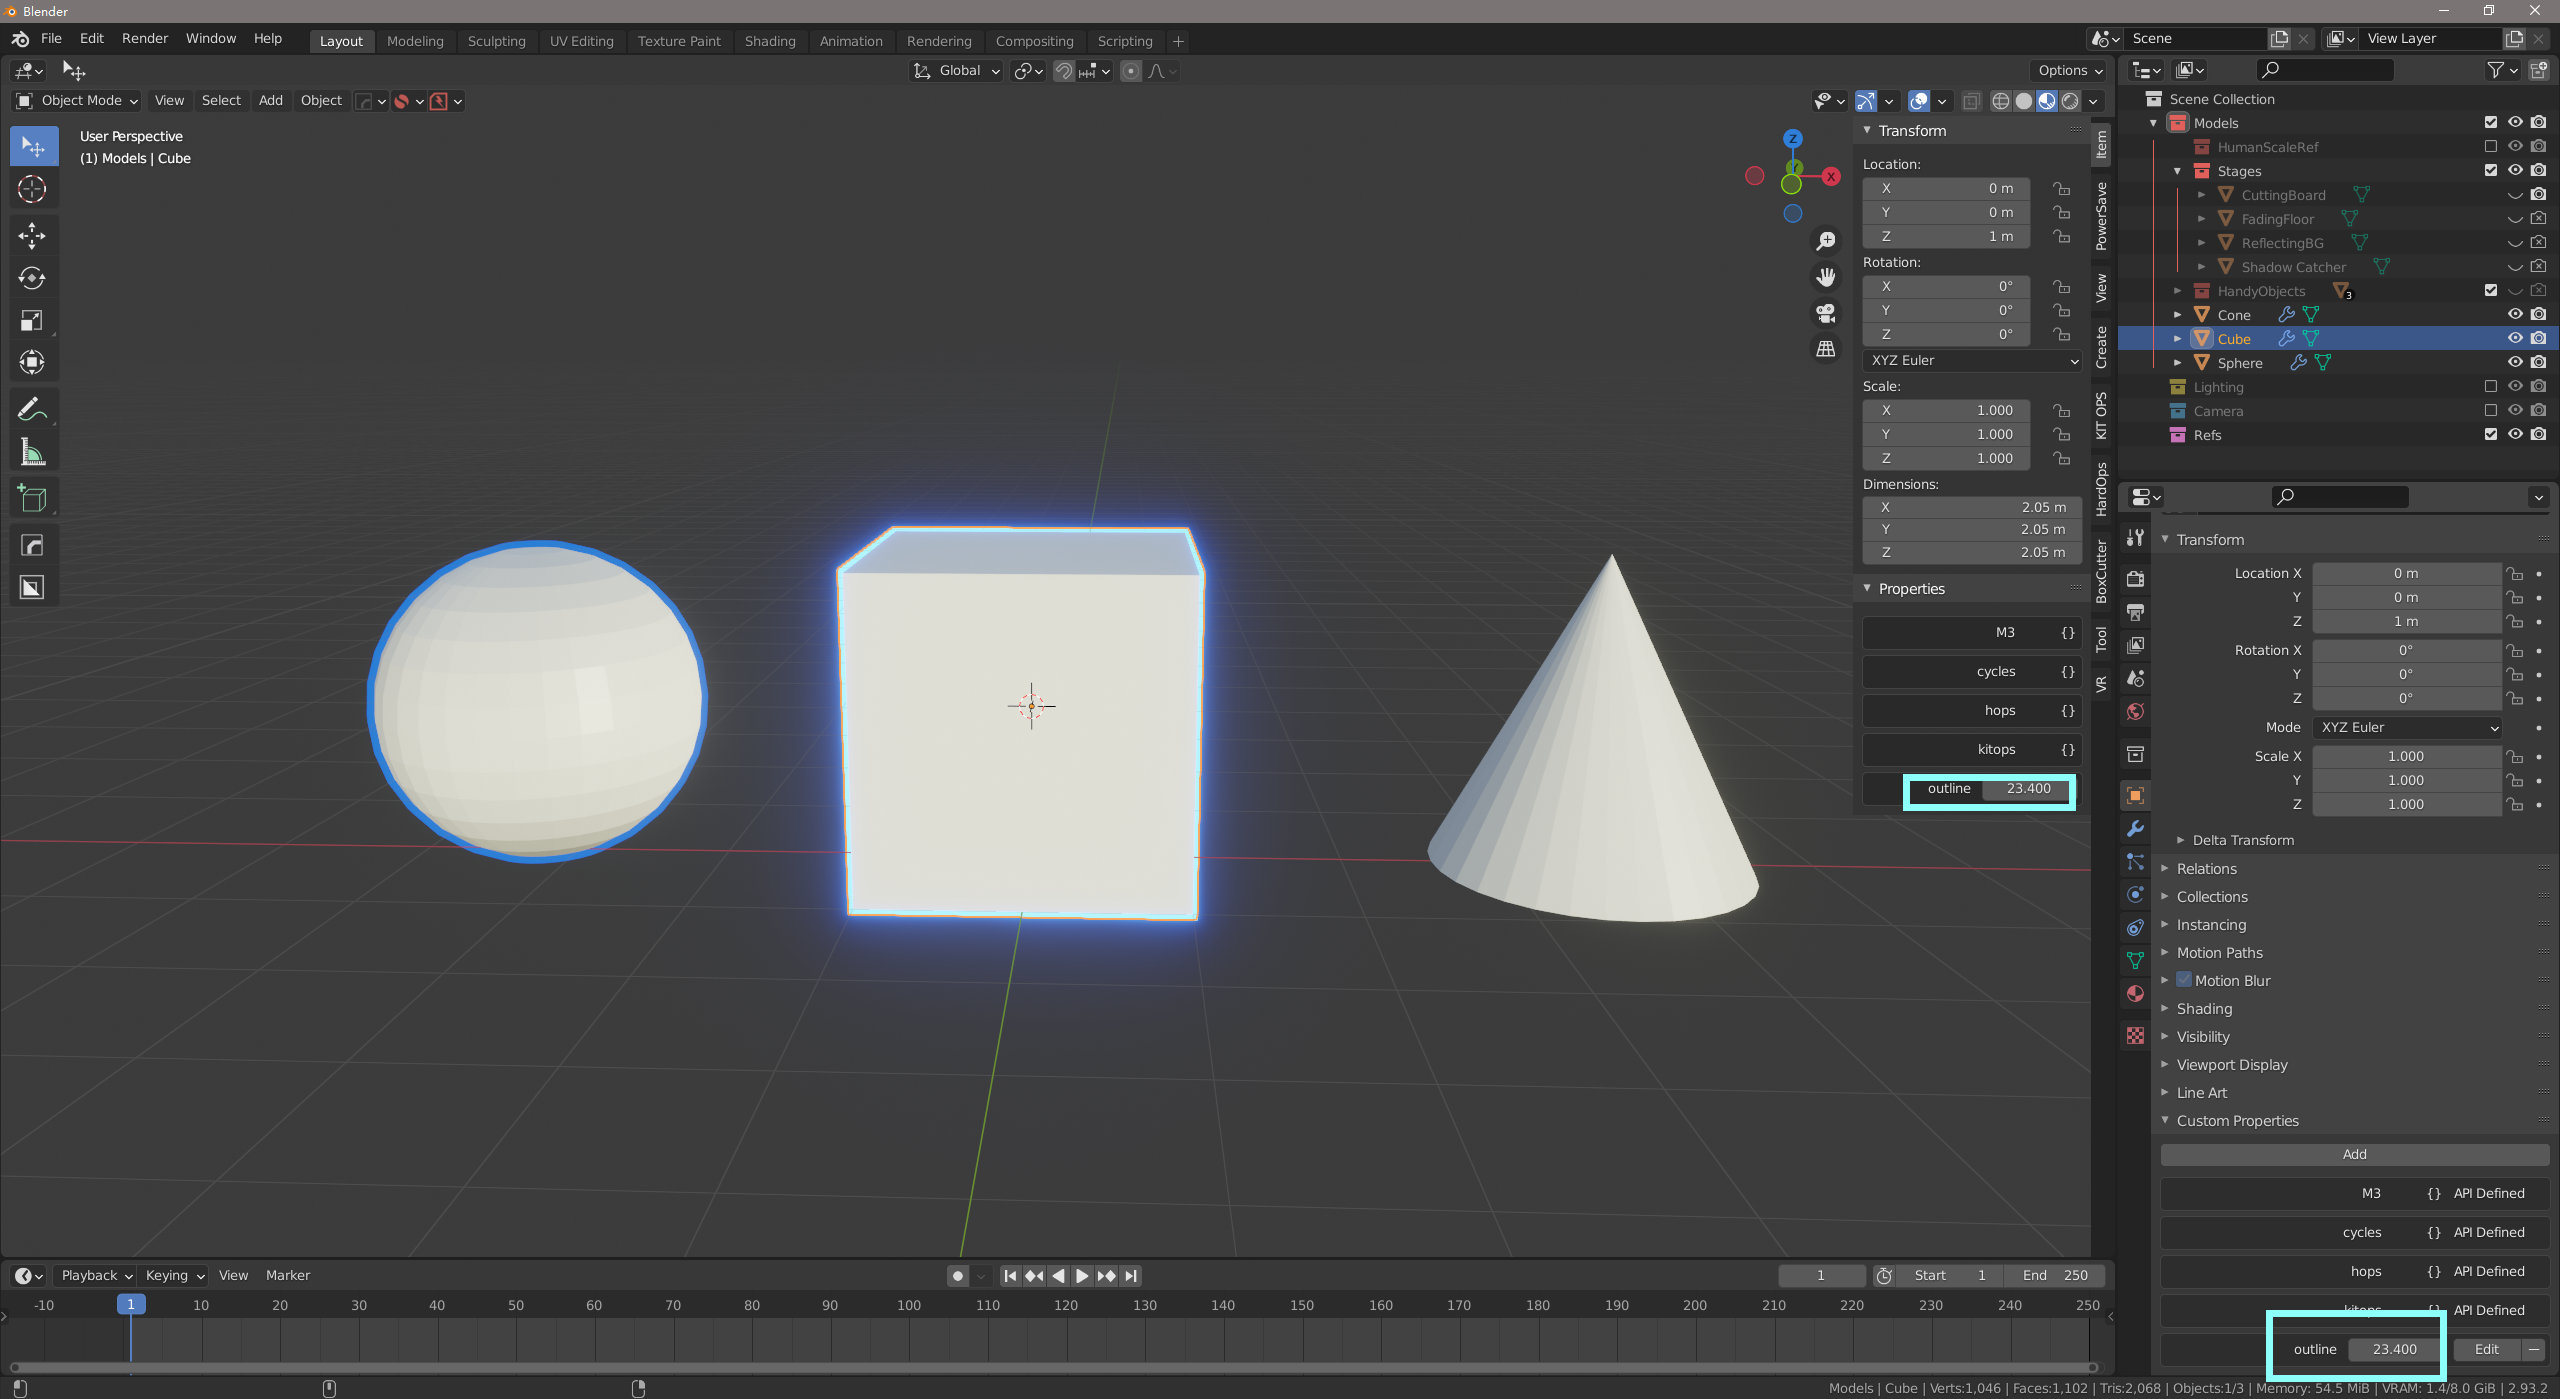 Blender
File Edit Render Window Help Layout Modeling Sculpting UV Editing Texture Paint Shading Animation Rendering Compositing Scripting Scene View Layer
Global Options
Object Mode View Select Add Object
User Perspective
(1) Models | Cube
Z
Y
X
Transform
Location:
X 0 m
Y 0 m
Z 1 m
Rotation:
X 0°
Y 0°
Z 0°
XYZ Euler
Scale:
X 1.000
Y 1.000
Z 1.000
Dimensions:
X 2.05 m
Y 2.05 m
Z 2.05 m
Properties
M3 {}
cycles {}
hops {}
kitops {}
outline 23.400
Item
PowerSave
View
Create
KIT OPS
HardOps
BoxCutter
Tool
VR
Scene Collection
Models
HumanScaleRef
Stages
CuttingBoard
FadingFloor
ReflectingBG
Shadow Catcher
HandyObjects 3
Cone
Cube
Sphere
Lighting
Camera
Refs
Transform
Location X 0 m
Y 0 m
Z 1 m
Rotation X 0°
Y 0°
Z 0°
Mode XYZ Euler
Scale X 1.000
Y 1.000
Z 1.000
Delta Transform
Relations
Collections
Instancing
Motion Paths
Motion Blur
Shading
Visibility
Viewport Display
Line Art
Custom Properties
Add
M3 {} API Defined
cycles {} API Defined
hops {} API Defined
kitops {} API Defined
outline 23.400 Edit
Playback Keying View Marker 1 Start 1 End 250
-10 1 10 20 30 40 50 60 70 80 90 100 110 120 130 140 150 160 170 180 190 200 210 220 230 240 250
Models | Cube | Verts:1,046 | Faces:1,102 | Tris:2,068 | Objects:1/3 | Memory: 54.5 MiB | VRAM: 1.4/8.0 GiB | 2.93.2